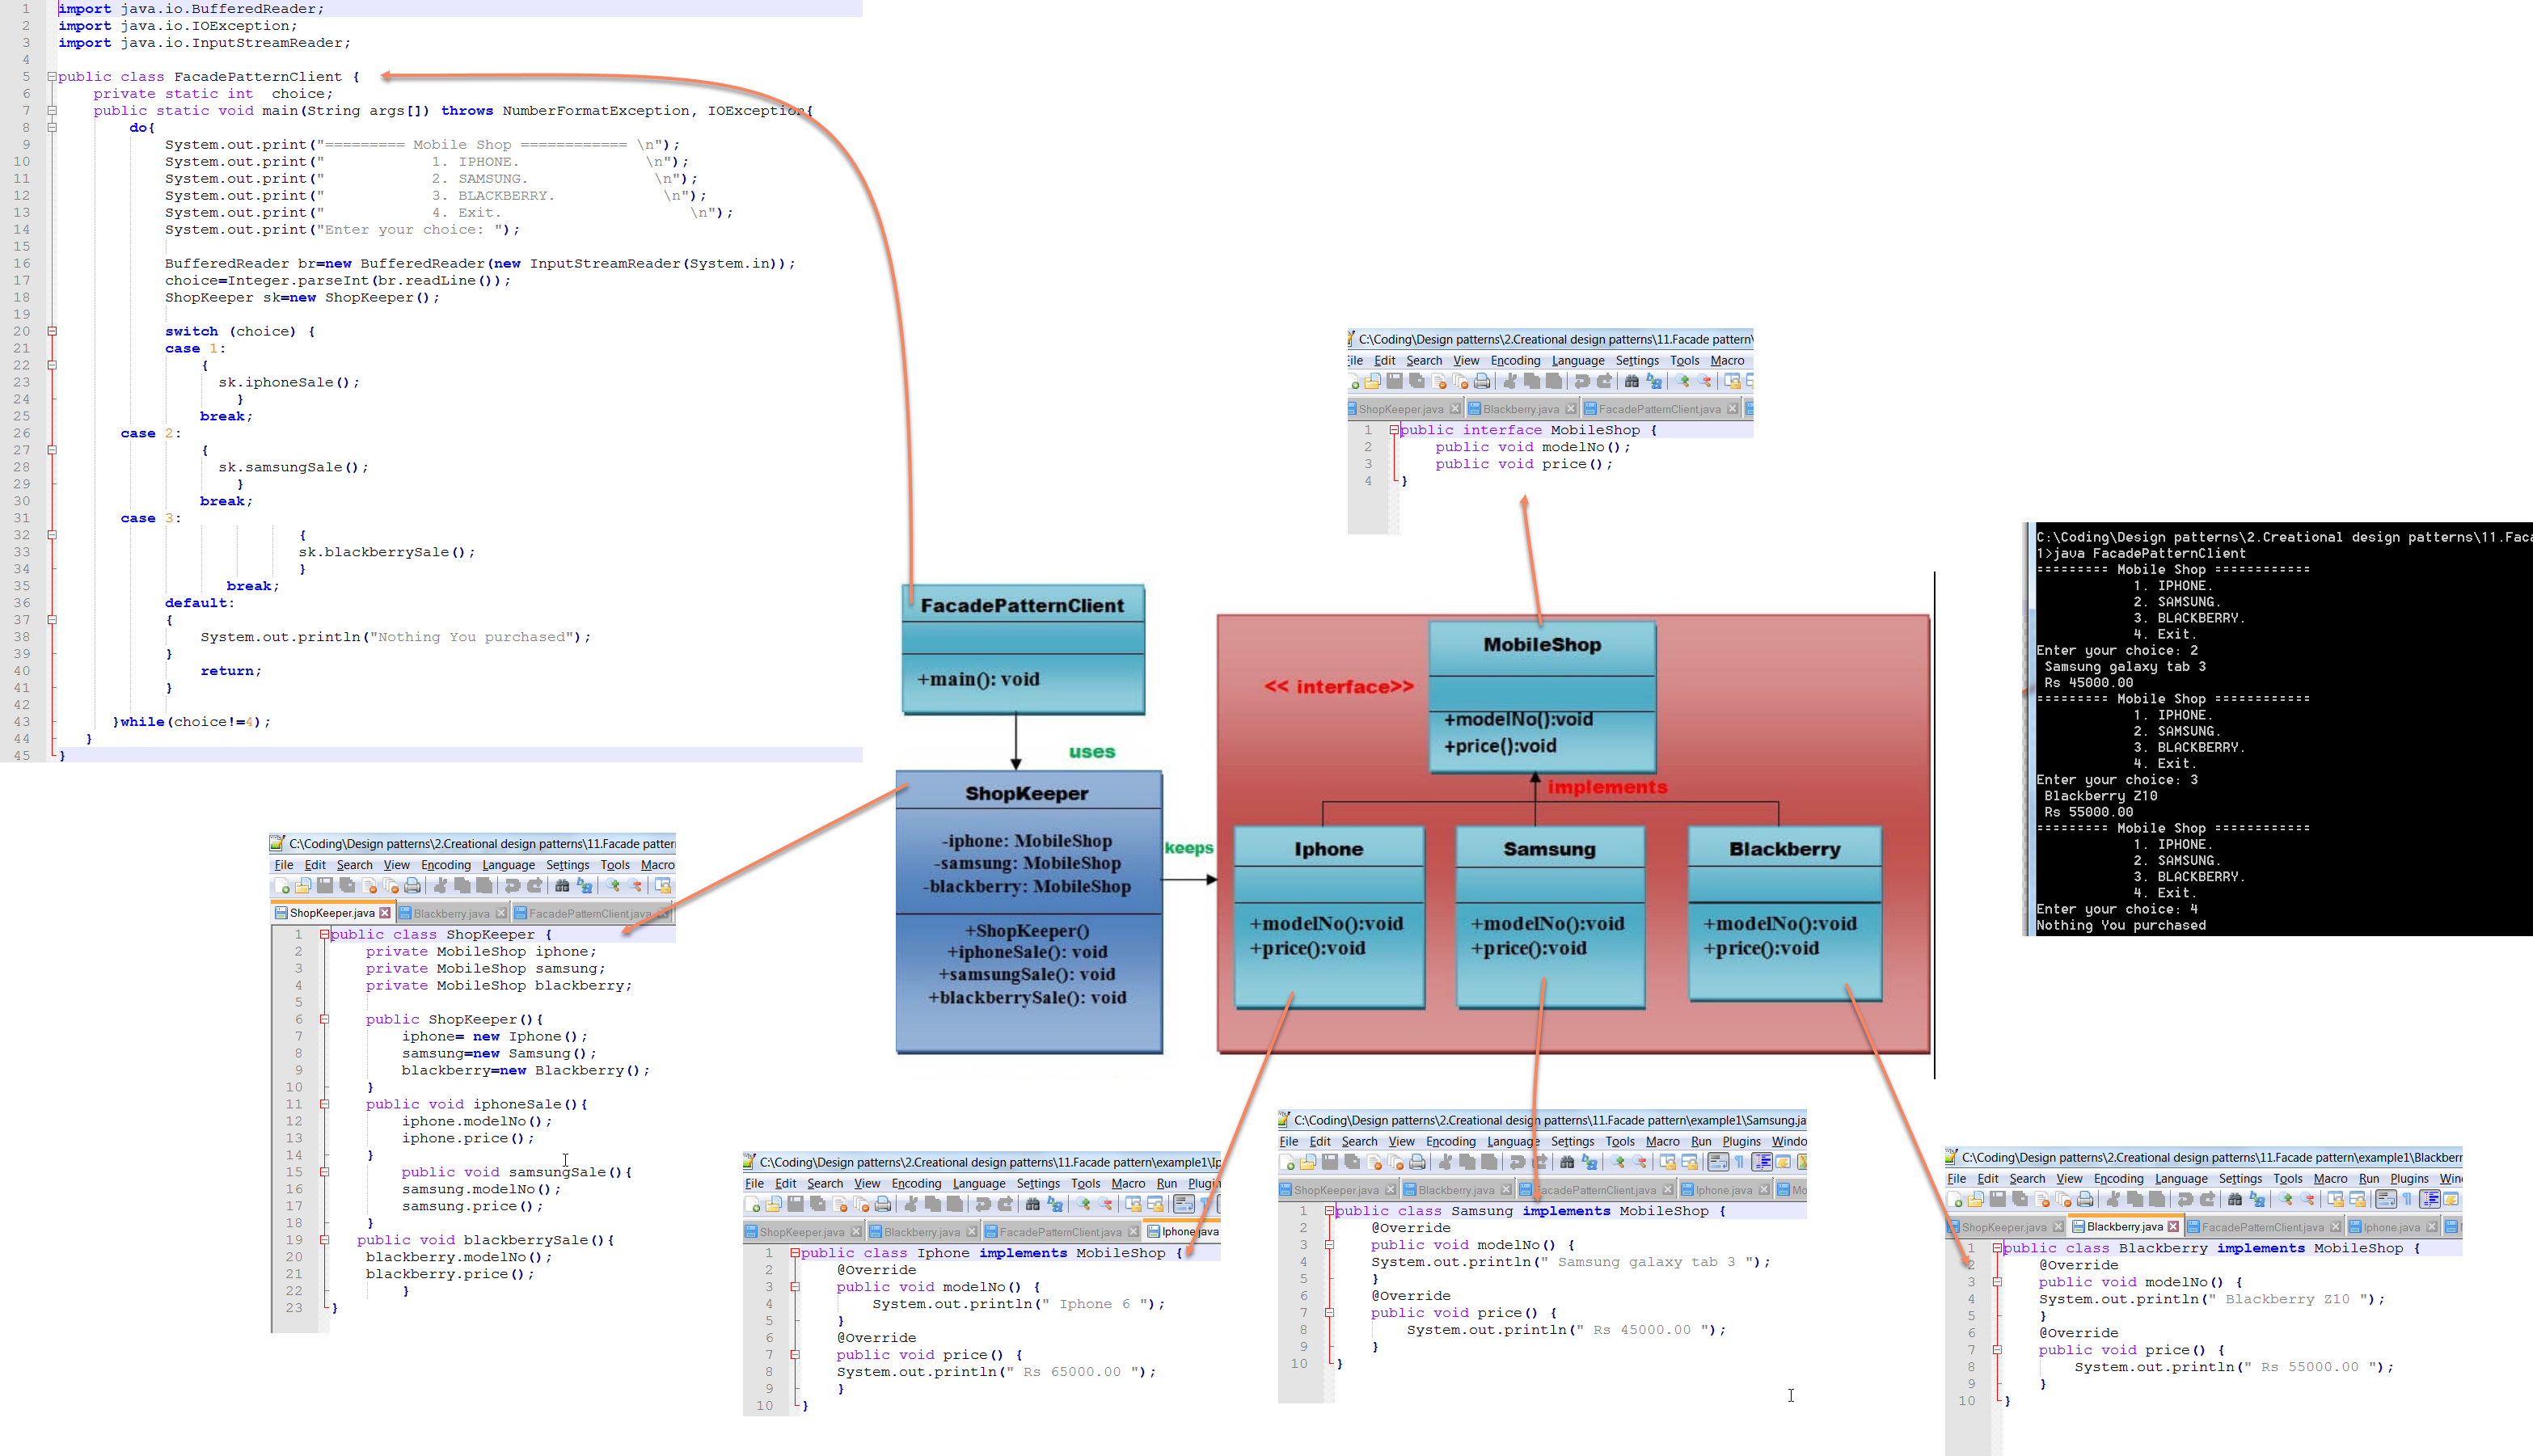 1 import java.io.BufferedReader;
2 import java.io.IOException;
3 import java.io.InputStreamReader;
4
5 public class FacadePatternClient {
6 private static int  choice;
7 public static void main(String args[]) throws NumberFormatException, IOException{
8 do{
9 System.out.print("========= Mobile Shop ============ \n");
10 System.out.print("            1. IPHONE.              \n");
11 System.out.print("            2. SAMSUNG.              \n");
12 System.out.print("            3. BLACKBERRY.            \n");
13 System.out.print("            4. Exit.                     \n");
14 System.out.print("Enter your choice: ");
15
16 BufferedReader br=new BufferedReader(new InputStreamReader(System.in));
17 choice=Integer.parseInt(br.readLine());
18 ShopKeeper sk=new ShopKeeper();
19
20 switch (choice) {
21 case 1:
22 {
23 sk.iphoneSale();
24 }
25 break;
26 case 2:
27 {
28 sk.samsungSale();
29 }
30 break;
31 case 3:
32 {
33 sk.blackberrySale();
34 }
35 break;
36 default:
37 {
38 System.out.println("Nothing You purchased");
39 }
40 return;
41 }
42
43 }while(choice!=4);
44 }
45 }
C:\Coding\Design patterns\2.Creational design patterns\11.Facade pattern\
File Edit Search View Encoding Language Settings Tools Macro
ShopKeeper.java Blackberry.java FacadePatternClient.java
1 public interface MobileShop {
2 public void modelNo();
3 public void price();
4 }
FacadePatternClient
+main(): void
uses
ShopKeeper
-iphone: MobileShop
-samsung: MobileShop
-blackberry: MobileShop
+ShopKeeper()
+iphoneSale(): void
+samsungSale(): void
+blackberrySale(): void
keeps
<< interface>>
MobileShop
+modelNo():void
+price():void
implements
Iphone
+modelNo():void
+price():void
Samsung
+modelNo():void
+price():void
Blackberry
+modelNo():void
+price():void
C:\Coding\Design patterns\2.Creational design patterns\11.Faca
1>java FacadePatternClient
========= Mobile Shop ============
1. IPHONE.
2. SAMSUNG.
3. BLACKBERRY.
4. Exit.
Enter your choice: 2
Samsung galaxy tab 3
Rs 45000.00
========= Mobile Shop ============
1. IPHONE.
2. SAMSUNG.
3. BLACKBERRY.
4. Exit.
Enter your choice: 3
Blackberry Z10
Rs 55000.00
========= Mobile Shop ============
1. IPHONE.
2. SAMSUNG.
3. BLACKBERRY.
4. Exit.
Enter your choice: 4
Nothing You purchased
C:\Coding\Design patterns\2.Creational design patterns\11.Facade patter
File Edit Search View Encoding Language Settings Tools Macro
ShopKeeper.java Blackberry.java FacadePatternClient.java
1 public class ShopKeeper {
2 private MobileShop iphone;
3 private MobileShop samsung;
4 private MobileShop blackberry;
5
6 public ShopKeeper(){
7 iphone= new Iphone();
8 samsung=new Samsung();
9 blackberry=new Blackberry();
10 }
11 public void iphoneSale(){
12 iphone.modelNo();
13 iphone.price();
14 }
15 public void samsungSale(){
16 samsung.modelNo();
17 samsung.price();
18 }
19 public void blackberrySale(){
20 blackberry.modelNo();
21 blackberry.price();
22 }
23 }
C:\Coding\Design patterns\2.Creational design patterns\11.Facade pattern\example1\Ip
File Edit Search View Encoding Language Settings Tools Macro Run Plugin
ShopKeeper.java Blackberry.java FacadePatternClient.java Iphone.java
1 public class Iphone implements MobileShop {
2 @Override
3 public void modelNo() {
4 System.out.println(" Iphone 6 ");
5 }
6 @Override
7 public void price() {
8 System.out.println(" Rs 65000.00 ");
9 }
10 }
C:\Coding\Design patterns\2.Creational design patterns\11.Facade pattern\example1\Samsung.ja
File Edit Search View Encoding Language Settings Tools Macro Run Plugins Windo
ShopKeeper.java Blackberry.java FacadePatternClient.java Iphone.java Mo
1 public class Samsung implements MobileShop {
2 @Override
3 public void modelNo() {
4 System.out.println(" Samsung galaxy tab 3 ");
5 }
6 @Override
7 public void price() {
8 System.out.println(" Rs 45000.00 ");
9 }
10 }
C:\Coding\Design patterns\2.Creational design patterns\11.Facade pattern\example1\Blackberr
File Edit Search View Encoding Language Settings Tools Macro Run Plugins Win
ShopKeeper.java Blackberry.java FacadePatternClient.java Iphone.java
1 public class Blackberry implements MobileShop {
2 @Override
3 public void modelNo() {
4 System.out.println(" Blackberry Z10 ");
5 }
6 @Override
7 public void price() {
8 System.out.println(" Rs 55000.00 ");
9 }
10 }